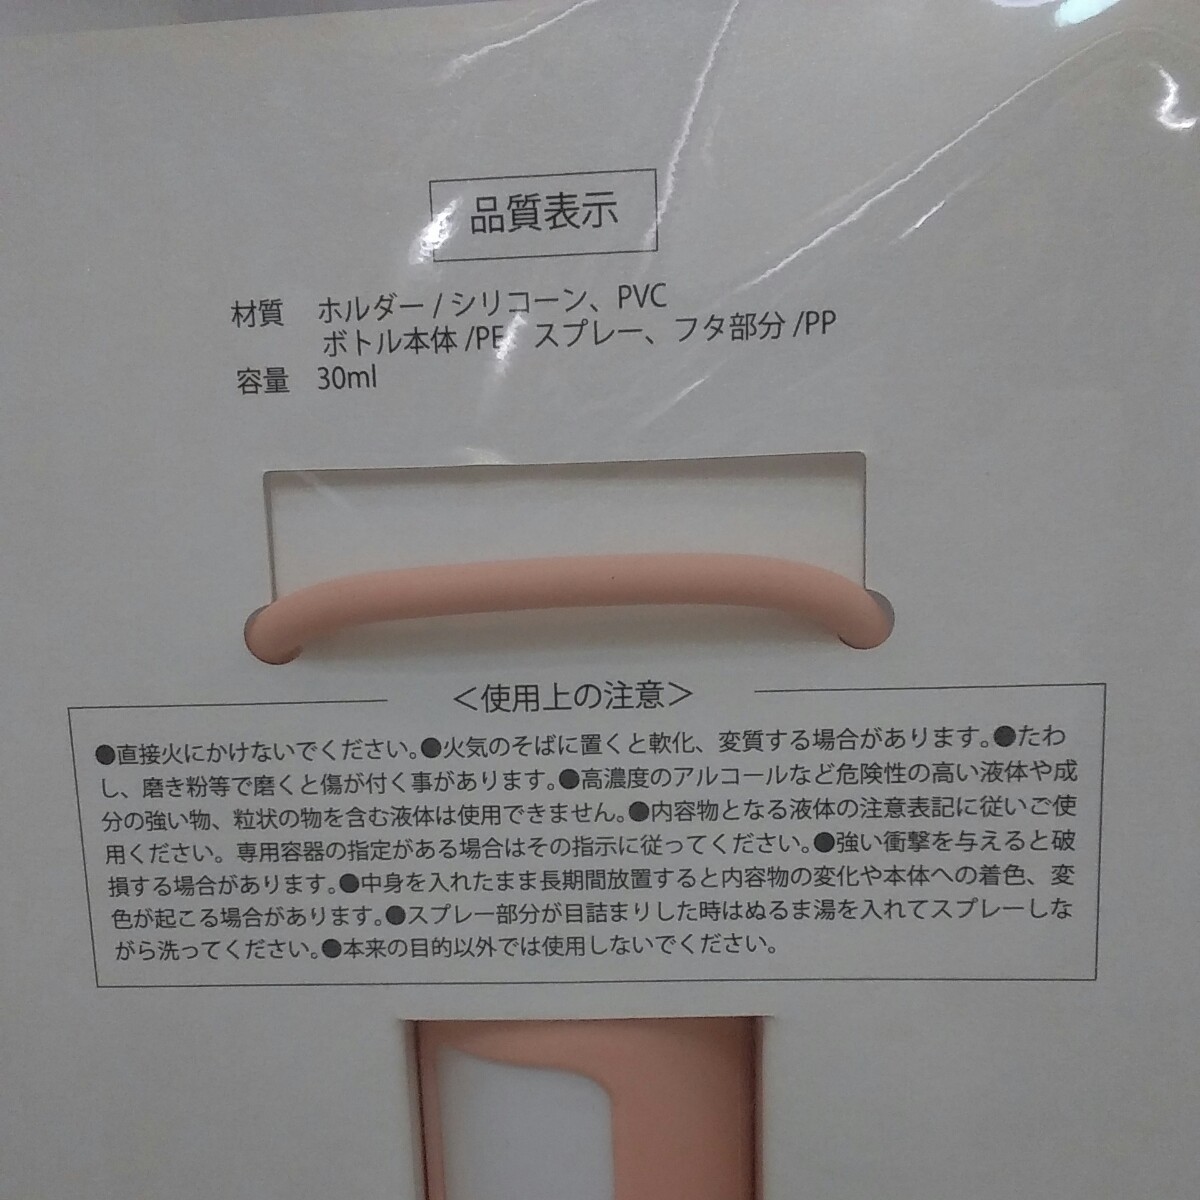 品質表示
材質 ホルダー / シリコーン、PVC
ボトル本体 /PE スプレー、フタ部分 /PP
容量 30ml
＜使用上の注意＞
●直接火にかけないでください。●火気のそばに置くと軟化、変質する場合があります。●たわ
し、磨き粉等で磨くと傷が付く事があります。●高濃度のアルコールなど危険性の高い液体や成
分の強い物、粒状の物を含む液体は使用できません。●内容物となる液体の注意表記に従いご使
用ください。専用容器の指定がある場合はその指示に従ってください。●強い衝撃を与えると破
損する場合があります。●中身を入れたまま長期間放置すると内容物の変化や本体への着色、変
色が起こる場合があります。●スプレー部分が目詰まりした時はぬるま湯を入れてスプレーしな
がら洗ってください。●本来の目的以外では使用しないでください。